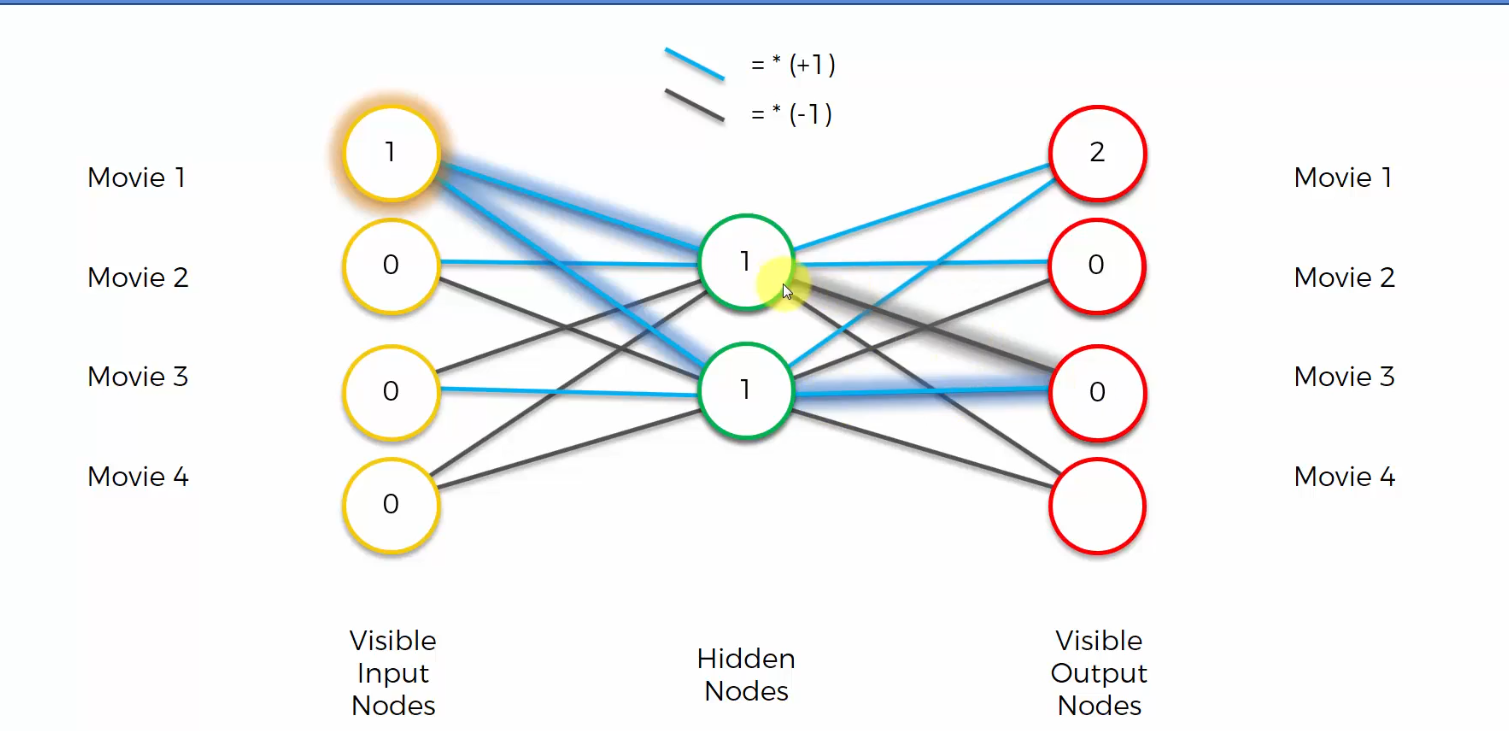 = * (+1)
= * (-1)
Movie 1
Movie 2
Movie 3
Movie 4
1
0
0
0
1
1
2
0
0
Movie 1
Movie 2
Movie 3
Movie 4
Visible
Input
Nodes
Hidden
Nodes
Visible
Output
Nodes